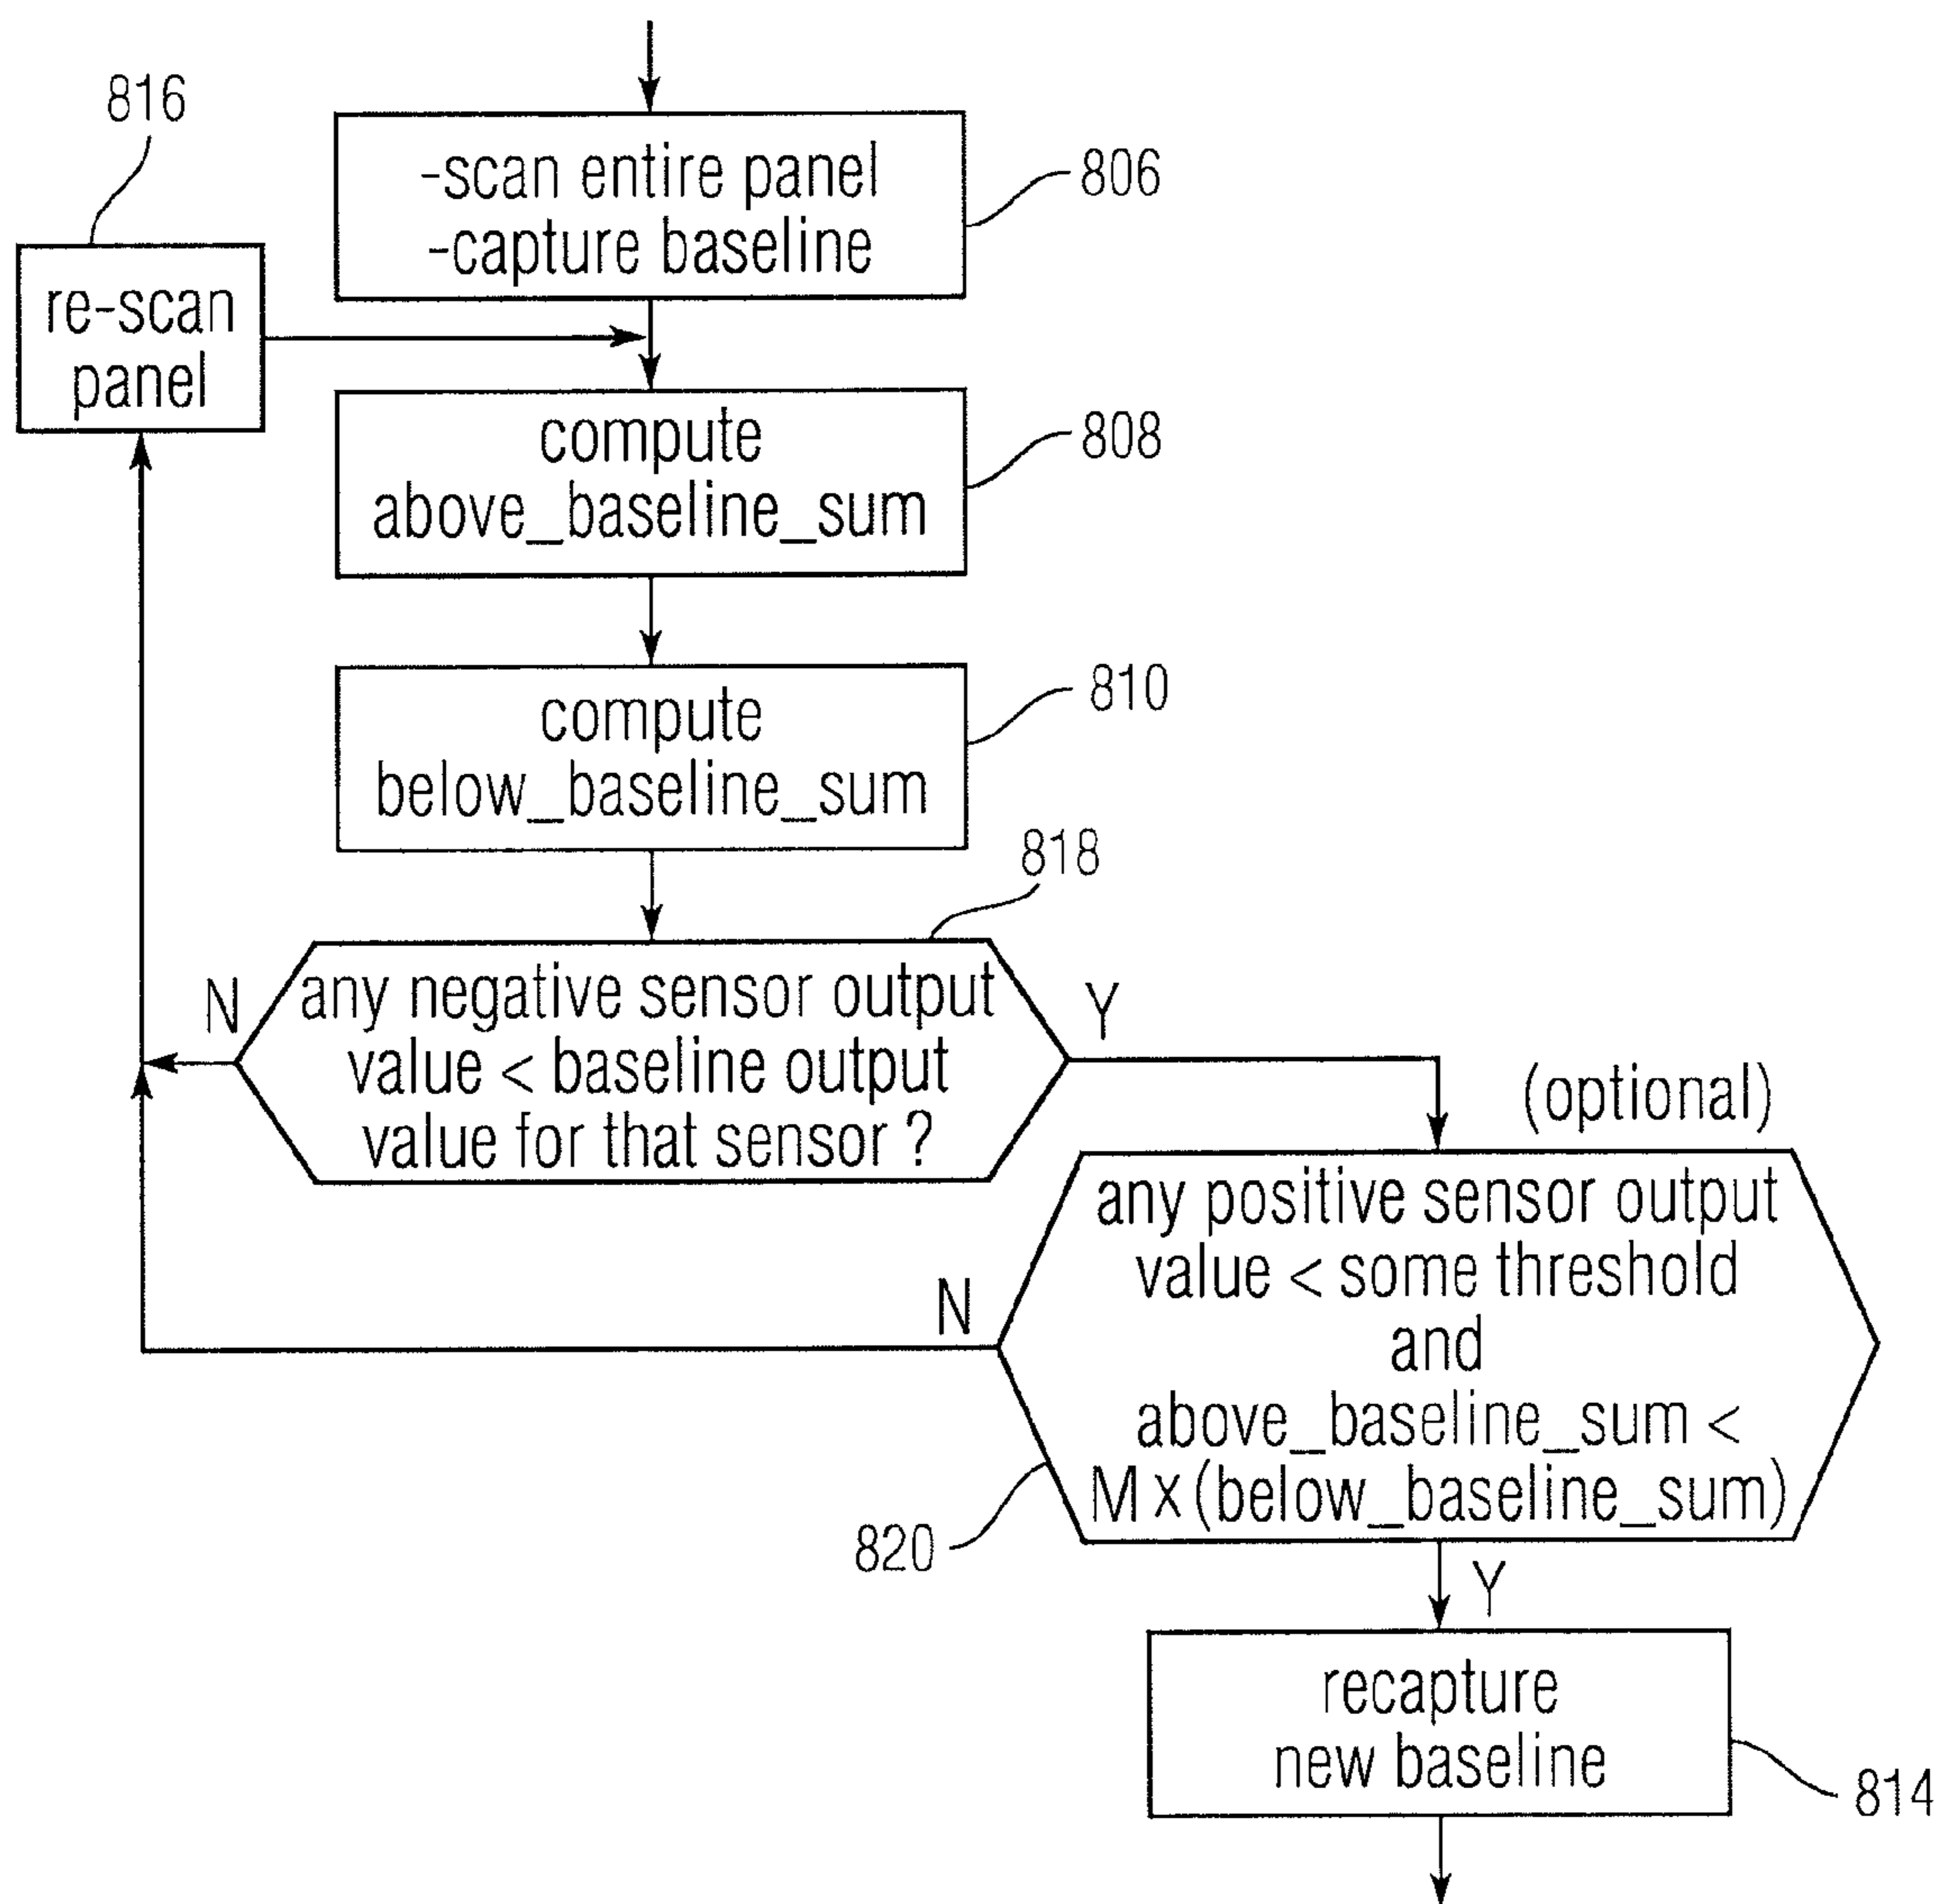 816
-scan entire panel
-capture baseline
806
re-scan
panel
compute
above_baseline_sum
808
compute
below_baseline_sum
810
818
N
any negative sensor output
value < baseline output
value for that sensor ?
Y
(optional)
any positive sensor output
value < some threshold
and
above_baseline_sum <
M x (below_baseline_sum)
N
820
Y
recapture
new baseline
814